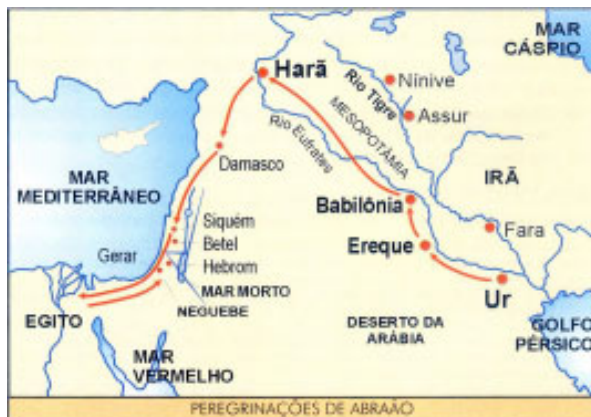 MAR
CÁSPIO
Harã
Nínive
Rio Tigre
Assur
MESOPOTÂMIA
Rio Eufrates
Damasco
MAR
MEDITERRÂNEO
IRÃ
Babilônia
Siquém
Fara
Betel
Ereque
Gerar
Hebrom
MAR MORTO
Ur
NEGUEBE
EGITO
DESERTO DA
ARÁBIA
GOLFO
PÉRSICO
MAR
VERMELHO
PEREGRINAÇÕES DE ABRAÃO